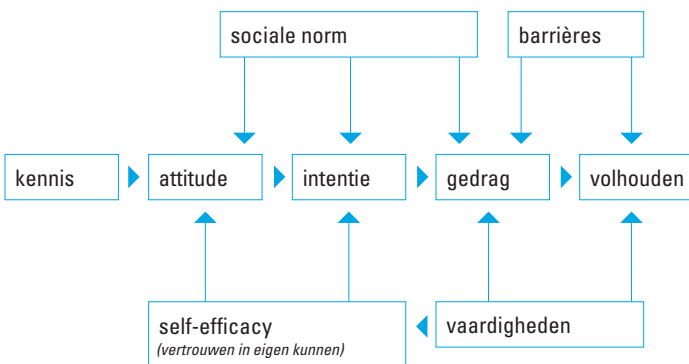 sociale norm
barrières
kennis
attitude
intentie
gedrag
volhouden
self-efficacy
(vertrouwen in eigen kunnen)
vaardigheden